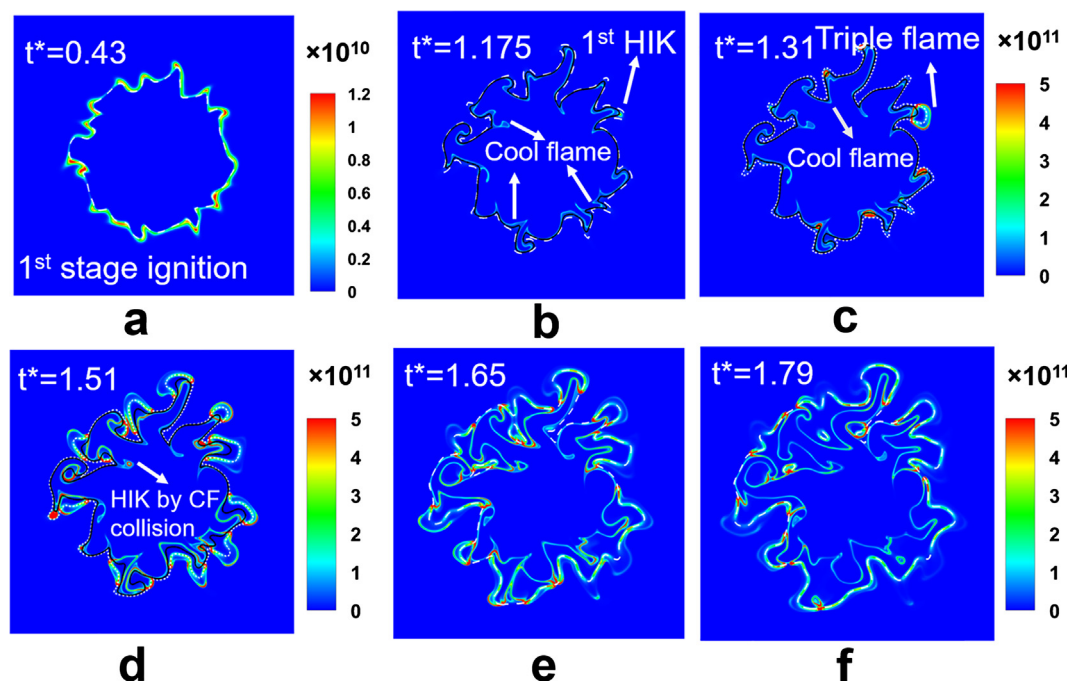 t*=0.43
×10¹⁰
1.2
1.0
0.8
0.6
0.4
0.2
0
1st stage ignition
a
t*=1.175
1st HIK
Cool flame
b
t*=1.31
Triple flame
Cool flame
×10¹¹
5
4
3
2
1
0
c
t*=1.51
×10¹¹
5
4
3
2
1
0
HIK by CF
collision
d
t*=1.65
e
t*=1.79
×10¹¹
5
4
3
2
1
0
f